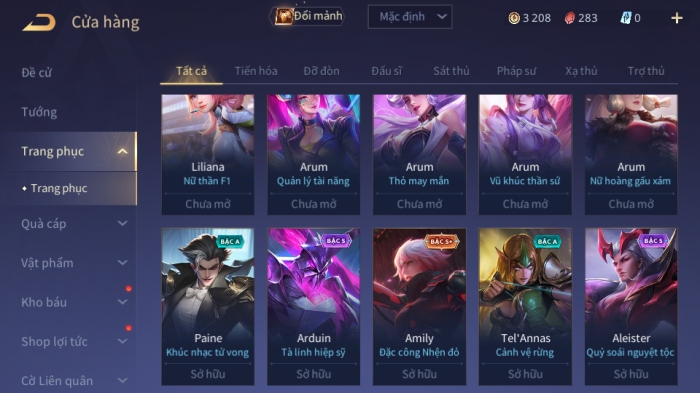 Cửa hàng
Đổi mảnh
Mặc định
3 208
283
0
Đề cử
Tướng
Trang phục
Trang phục
Quà cáp
Vật phẩm
Kho báu
Shop lợi tức
Cờ Liên quân
Tất cả Tiến hóa Đỡ đòn Đấu sĩ Sát thủ Pháp sư Xạ thủ Trợ thủ
Liliana Arum Arum Arum Arum
Nữ thần F1 Quản lý tài năng Thỏ may mắn Vũ khúc thần sứ Nữ hoàng gấu xám
Chưa mở Chưa mở Chưa mở Chưa mở Chưa mở
BẬC A BẬC S BẬC S+ BẬC A BẬC S
Paine Arduin Amily Tel'Annas Aleister
Khúc nhạc tử vong Tà linh hiệp sỹ Đặc công Nhện đỏ Cảnh vệ rừng Quỷ soái nguyệt tộc
Sở hữu Sở hữu Sở hữu Sở hữu Sở hữu